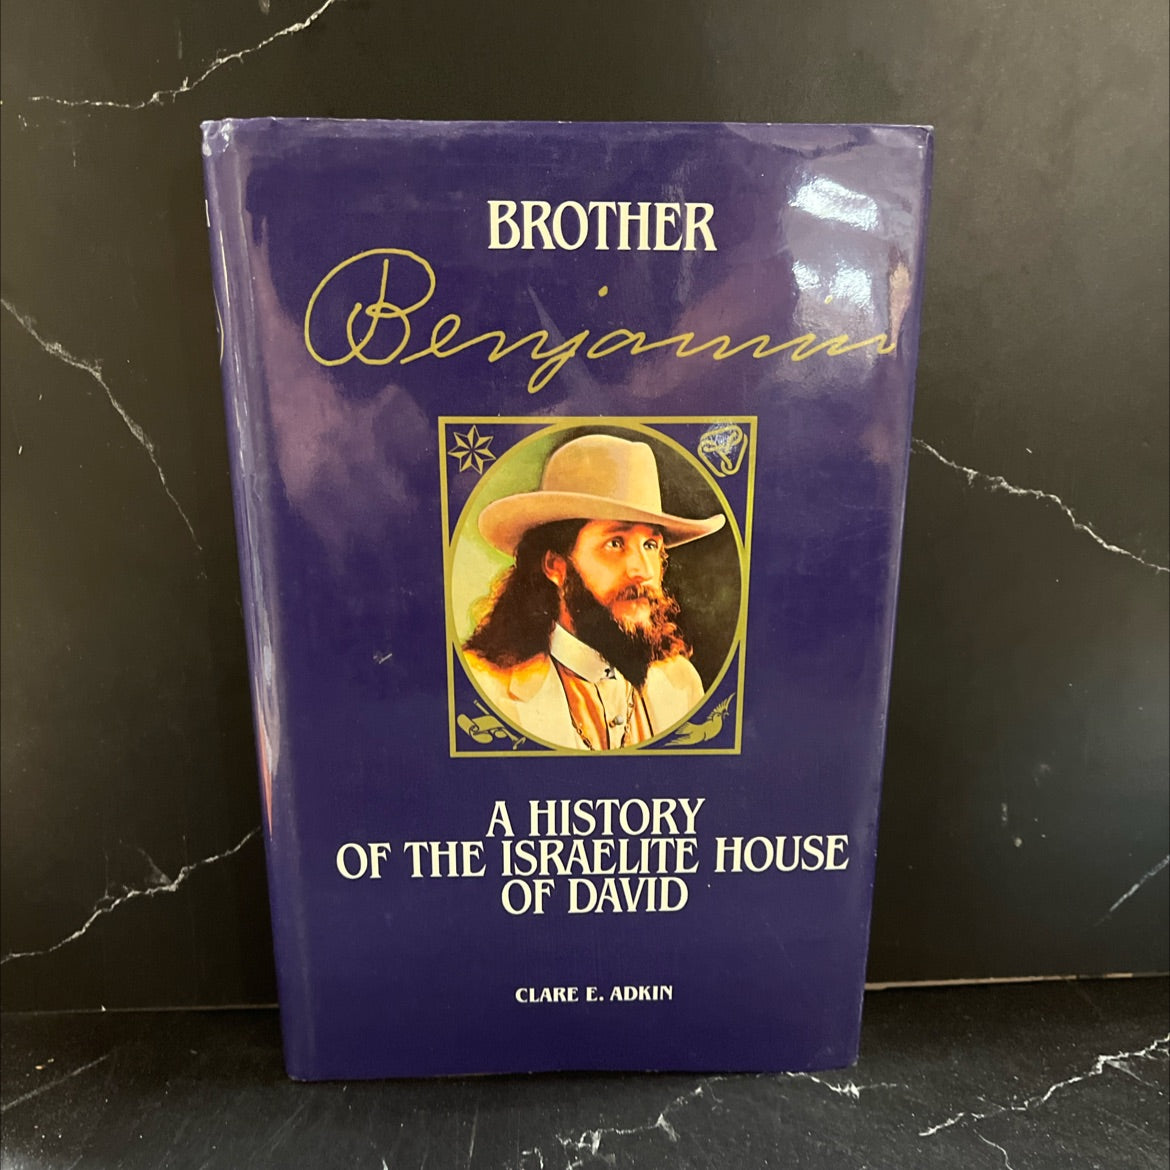 BROTHER
Benjamin
A HISTORY
OF THE ISRAELITE HOUSE
OF DAVID
CLARE E. ADKIN